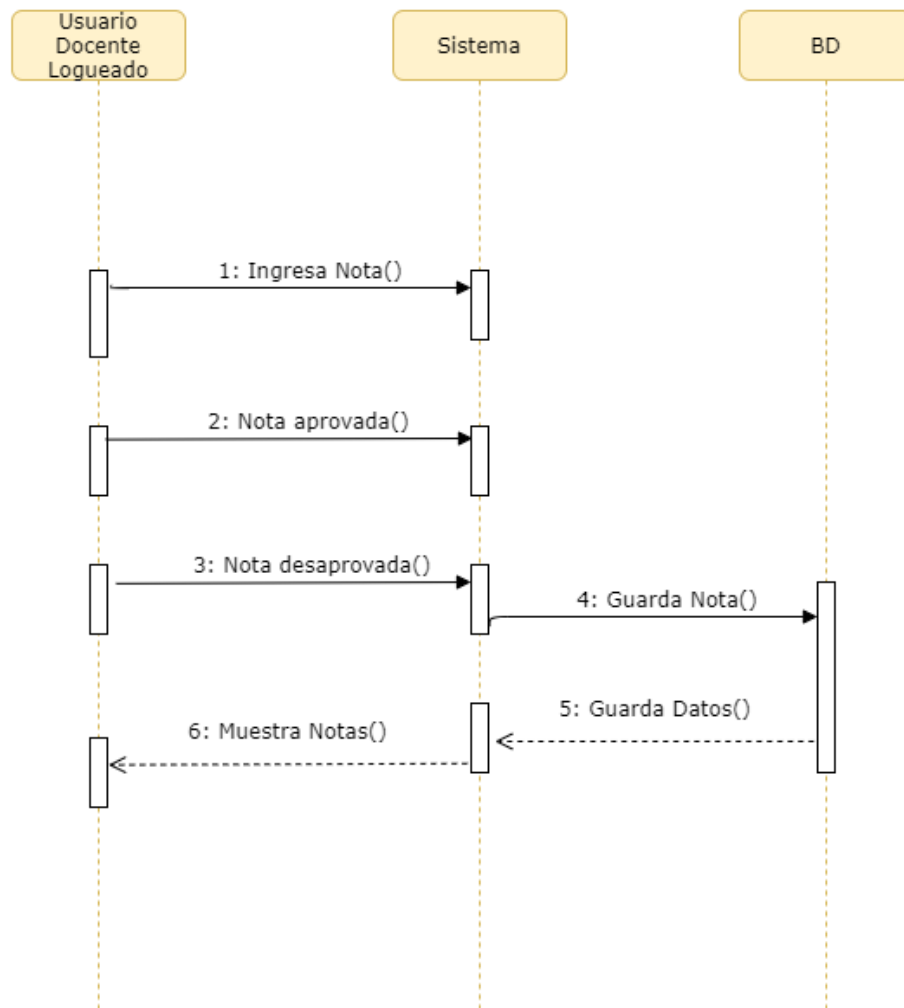 Usuario
Docente
Logueado
Sistema
BD
1: Ingresa Nota()
2: Nota aprovada()
3: Nota desaprovada()
4: Guarda Nota()
5: Guarda Datos()
6: Muestra Notas()